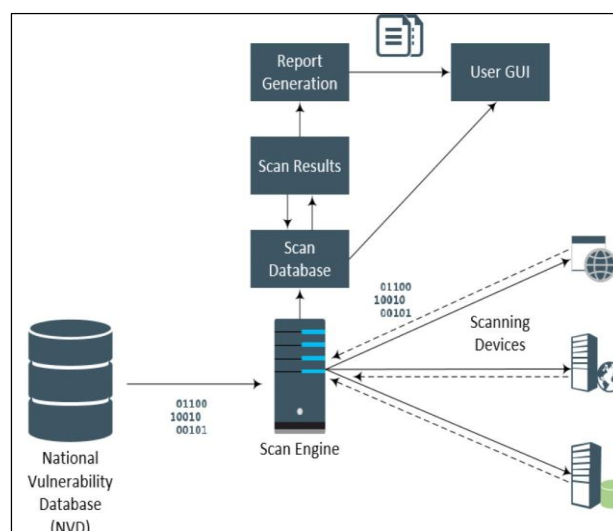 Report
Generation
User GUI
Scan Results
Scan
Database
01100
10010
00101
Scanning
Devices
01100
10010
00101
Scan Engine
National
Vulnerability
Database
(NVD)